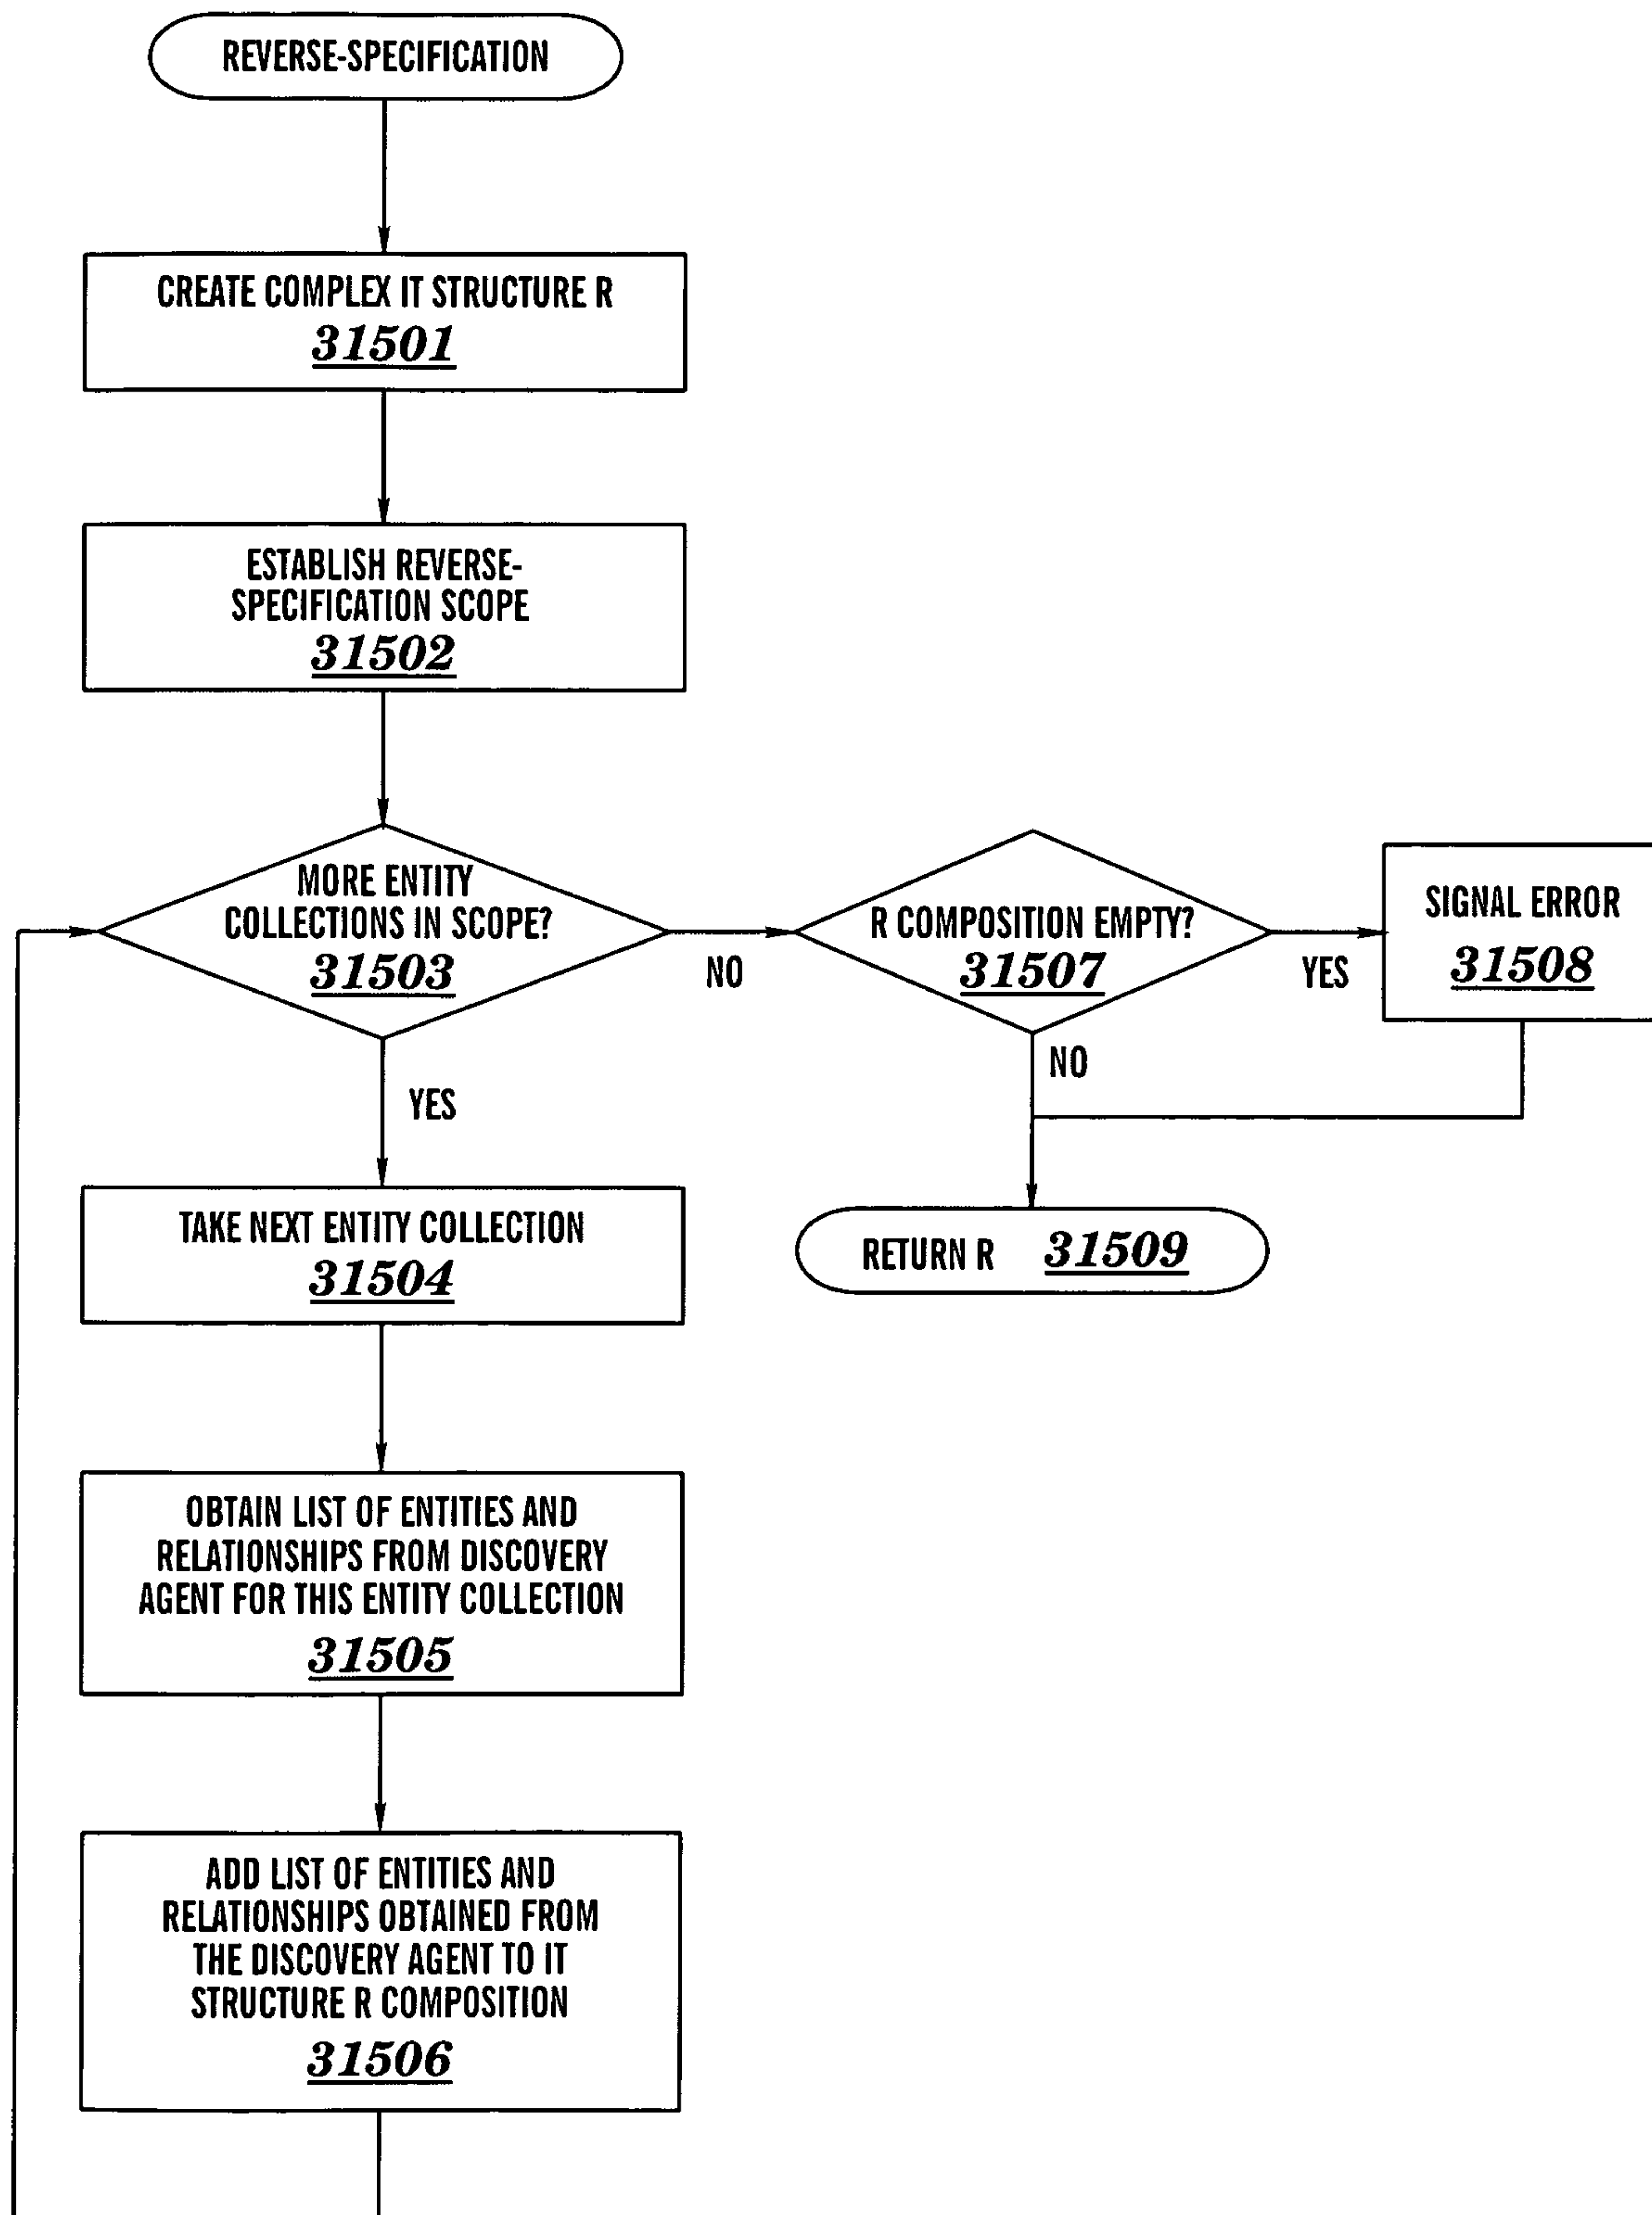 REVERSE-SPECIFICATION
CREATE COMPLEX IT STRUCTURE R
31501
ESTABLISH REVERSE-
SPECIFICATION SCOPE
31502
MORE ENTITY
COLLECTIONS IN SCOPE?
31503
NO
YES
R COMPOSITION EMPTY?
31507
YES
NO
SIGNAL ERROR
31508
RETURN R 31509
TAKE NEXT ENTITY COLLECTION
31504
OBTAIN LIST OF ENTITIES AND
RELATIONSHIPS FROM DISCOVERY
AGENT FOR THIS ENTITY COLLECTION
31505
ADD LIST OF ENTITIES AND
RELATIONSHIPS OBTAINED FROM
THE DISCOVERY AGENT TO IT
STRUCTURE R COMPOSITION
31506